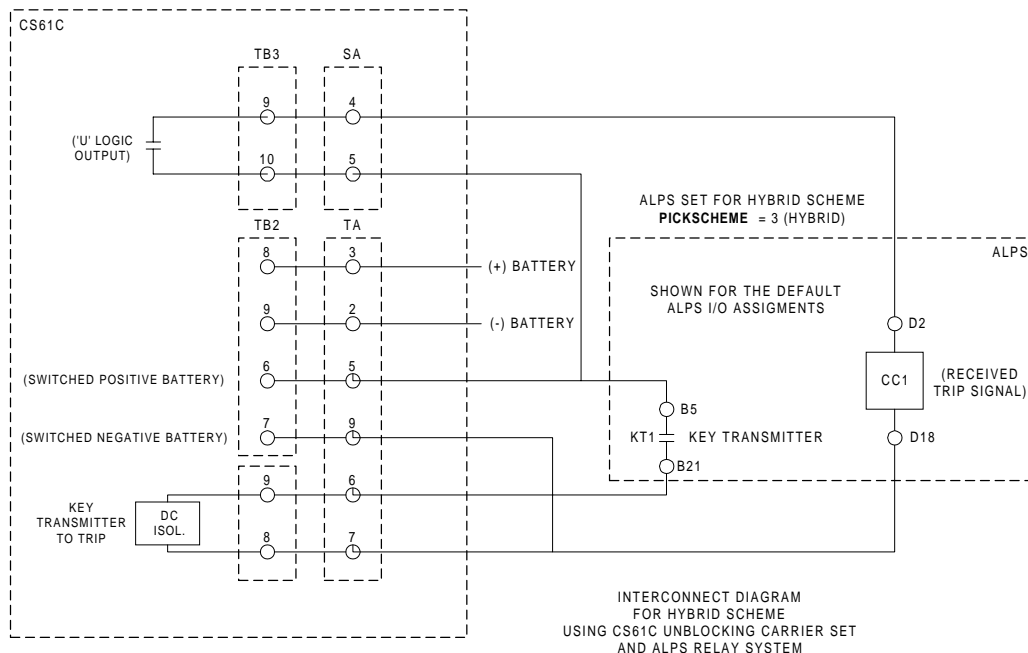 CS61C
TB3
SA
9
4
('U' LOGIC
OUTPUT)
10
5
ALPS SET FOR HYBRID SCHEME
PICKSCHEME = 3 (HYBRID)
TB2
TA
ALPS
8
3
(+) BATTERY
SHOWN FOR THE DEFAULT
ALPS I/O ASSIGMENTS
9
2
(-) BATTERY
D2
(SWITCHED POSITIVE BATTERY)
6
5
CC1
(RECEIVED
TRIP SIGNAL)
B5
(SWITCHED NEGATIVE BATTERY)
7
9
KT1
KEY TRANSMITTER
D18
B21
9
6
KEY
TRANSMITTER
TO TRIP
DC
ISOL.
8
7
INTERCONNECT DIAGRAM
FOR HYBRID SCHEME
USING CS61C UNBLOCKING CARRIER SET
AND ALPS RELAY SYSTEM